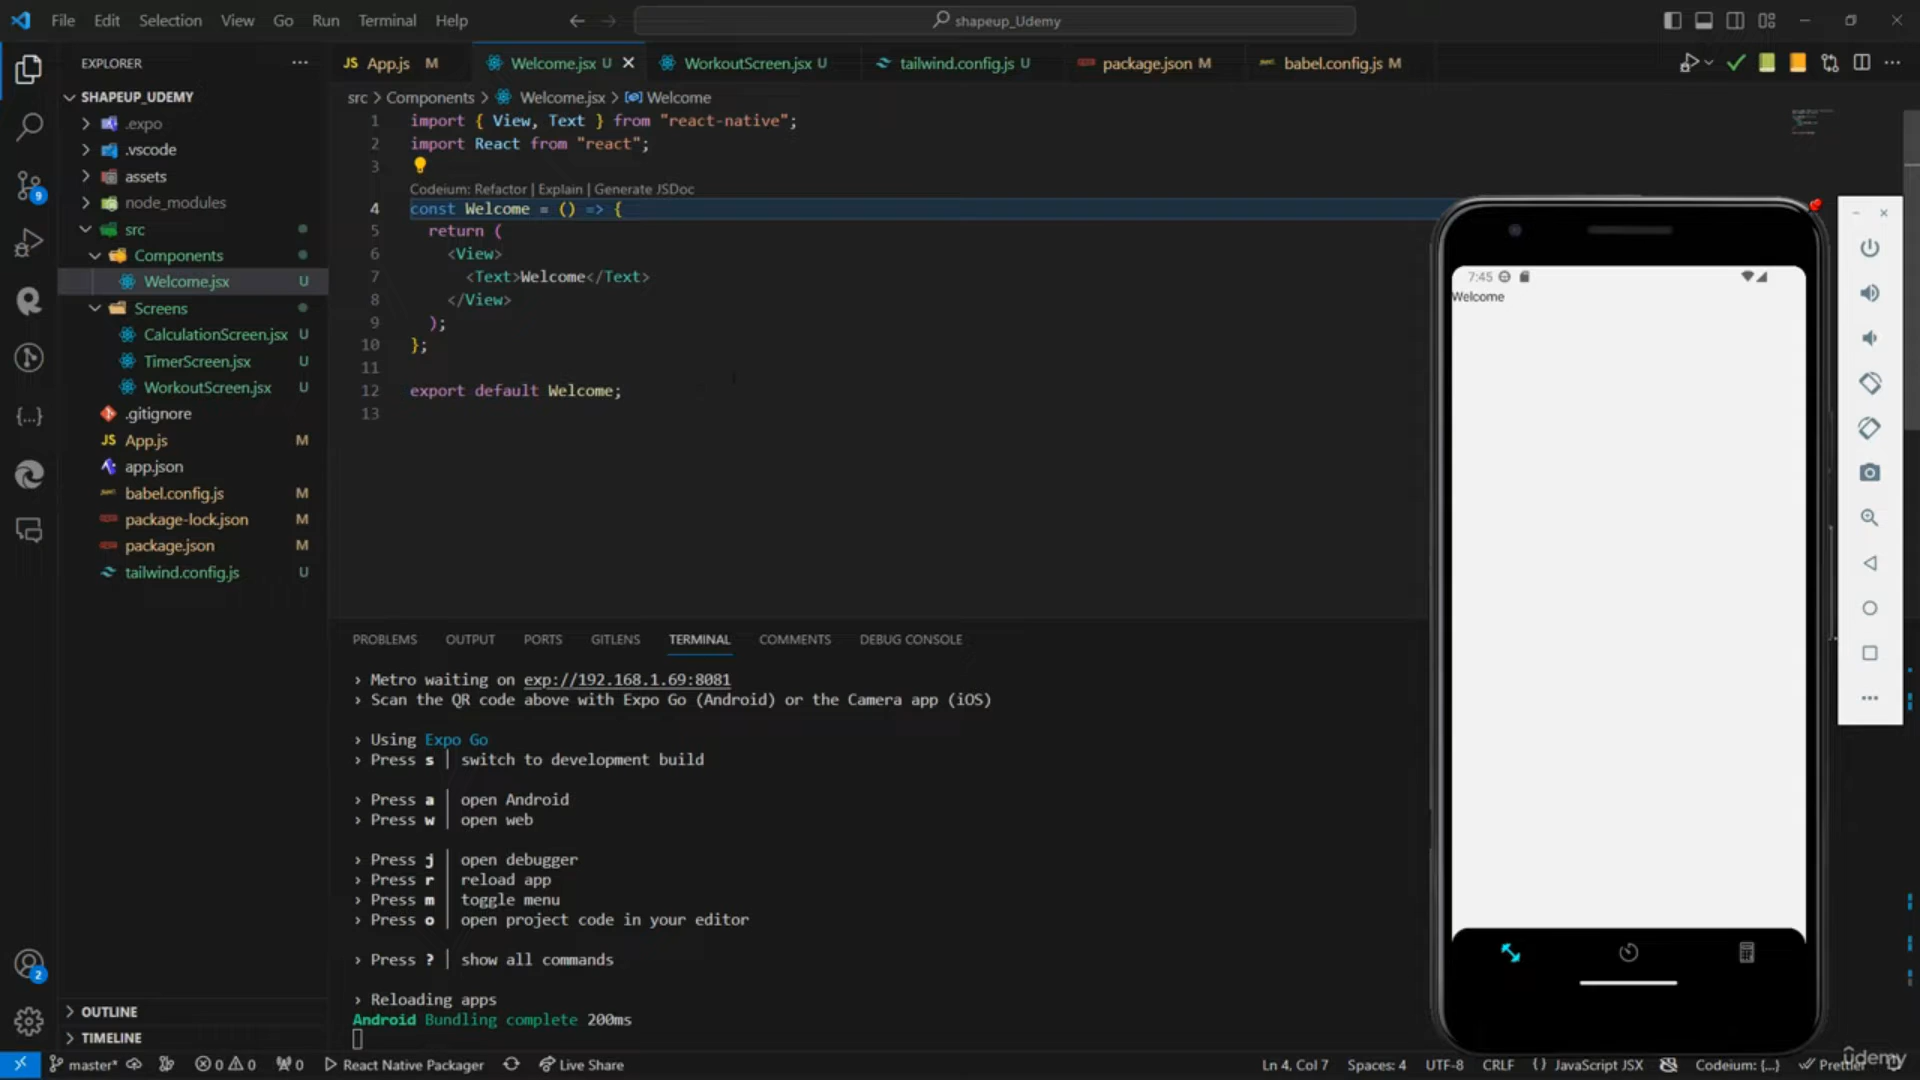 File Edit Selection View Go Run Terminal Help
shapeup_Udemy
EXPLORER
SHAPEUP_UDEMY
.expo
.vscode
assets
node_modules
src
Components
Welcome.jsx U
Screens
CalculationScreen.jsx U
TimerScreen.jsx U
WorkoutScreen.jsx U
.gitignore
JS App.js M
app.json
babel.config.js M
package-lock.json M
package.json M
tailwind.config.js U
OUTLINE
TIMELINE
JS App.js M
Welcome.jsx U
WorkoutScreen.jsx U
tailwind.config.js U
package.json M
babel.config.js M
src > Components > Welcome.jsx > Welcome
1 import { View, Text } from "react-native";
2 import React from "react";
3
Codeium: Refactor | Explain | Generate JSDoc
4 const Welcome = () => {
5 return (
6 <View>
7 <Text>Welcome</Text>
8 </View>
9 );
10 };
11
12 export default Welcome;
13
PROBLEMS OUTPUT PORTS GITLENS TERMINAL COMMENTS DEBUG CONSOLE
› Metro waiting on exp://192.168.1.69:8081
› Scan the QR code above with Expo Go (Android) or the Camera app (iOS)
› Using Expo Go
› Press s │ switch to development build
› Press a │ open Android
› Press w │ open web
› Press j │ open debugger
› Press r │ reload app
› Press m │ toggle menu
› Press o │ open project code in your editor
› Press ? │ show all commands
› Reloading apps
Android Bundling complete 200ms
7:45
Welcome
9
2
master* 0 0 0 React Native Packager Live Share
Ln 4, Col 7 Spaces: 4 UTF-8 CRLF JavaScript JSX Codeium: {...} Prettier
udemy